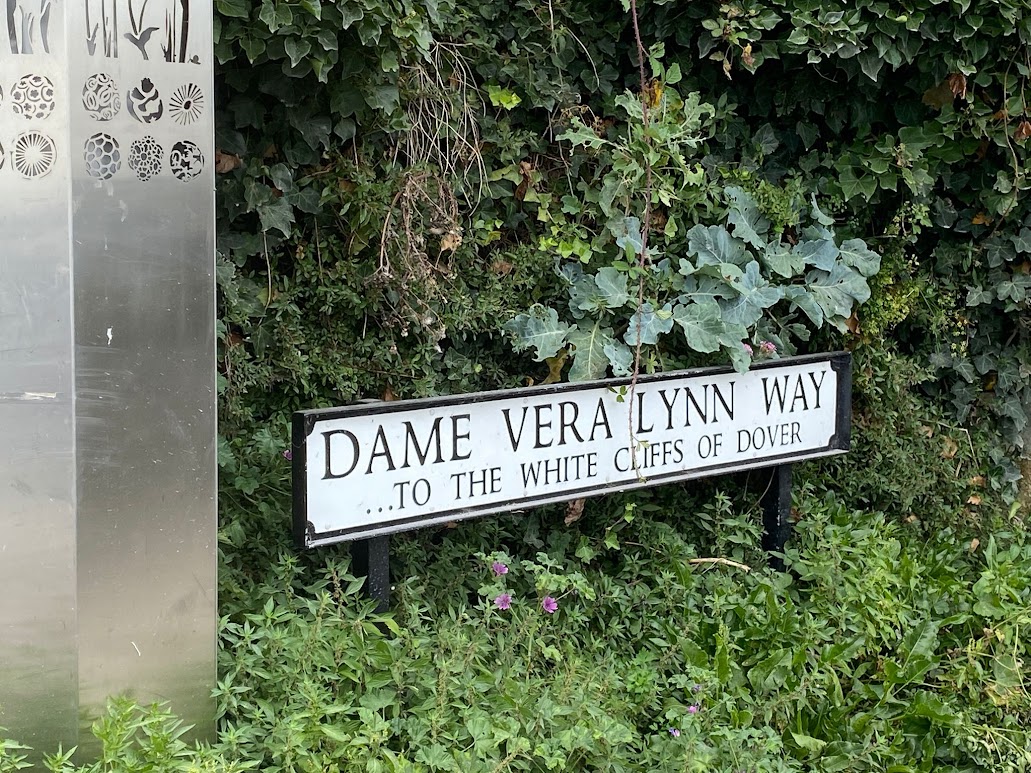 DAME VERA LYNN WAY
...TO THE WHITE CLIFFS OF DOVER